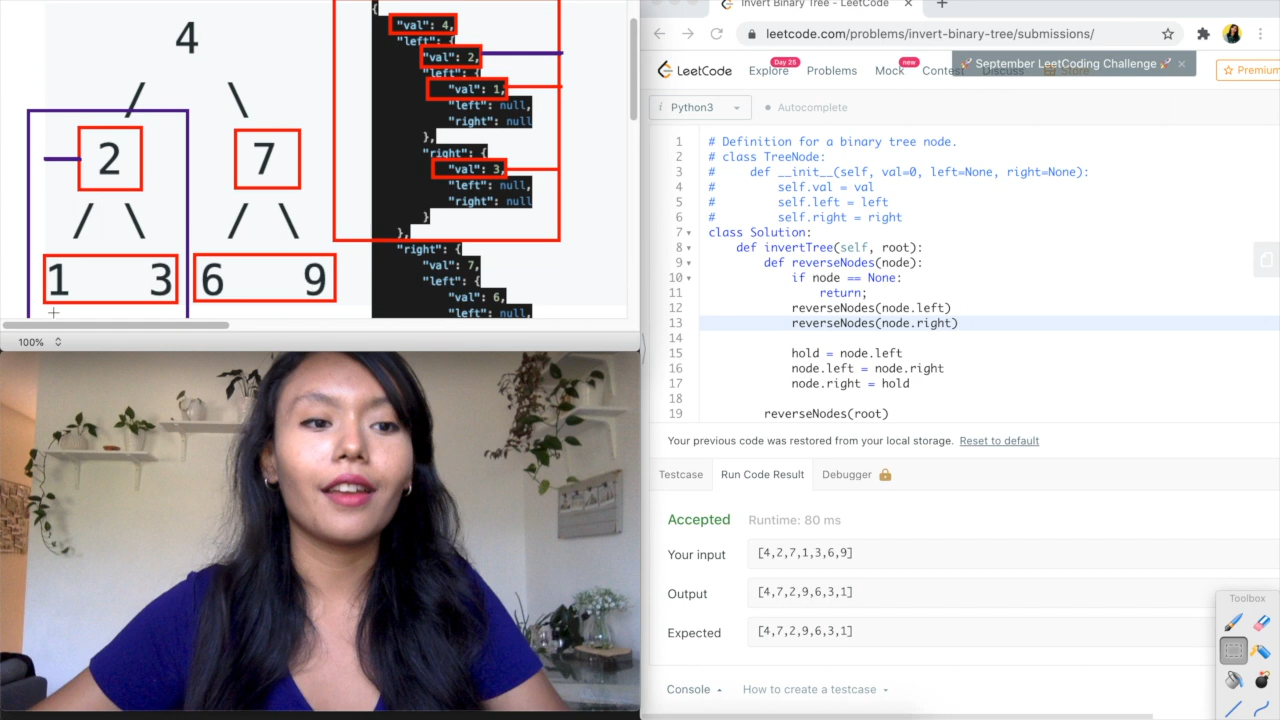 4
2 7
1 3 6 9
100%
{
"val": 4,
"left": {
"val": 2,
"left": {
"val": 1,
"left": null,
"right": null
},
"right": {
"val": 3,
"left": null,
"right": null
}
},
"right": {
"val": 7,
"left": {
"val": 6,
"left": null,
Invert Binary Tree - LeetCode
leetcode.com/problems/invert-binary-tree/submissions/
LeetCode Explore Day 25 Problems Mock new Contest Discuss Store
🚀 September LeetCoding Challenge 🚀 ×
Premium
i Python3 Autocomplete
1 # Definition for a binary tree node.
2 # class TreeNode:
3 #     def __init__(self, val=0, left=None, right=None):
4 #         self.val = val
5 #         self.left = left
6 #         self.right = right
7 class Solution:
8     def invertTree(self, root):
9         def reverseNodes(node):
10             if node == None:
11                 return;
12             reverseNodes(node.left)
13             reverseNodes(node.right)
14
15             hold = node.left
16             node.left = node.right
17             node.right = hold
18
19         reverseNodes(root)
Your previous code was restored from your local storage. Reset to default
Testcase Run Code Result Debugger
Accepted Runtime: 80 ms
Your input [4,2,7,1,3,6,9]
Output [4,7,2,9,6,3,1]
Expected [4,7,2,9,6,3,1]
Toolbox
Console How to create a testcase